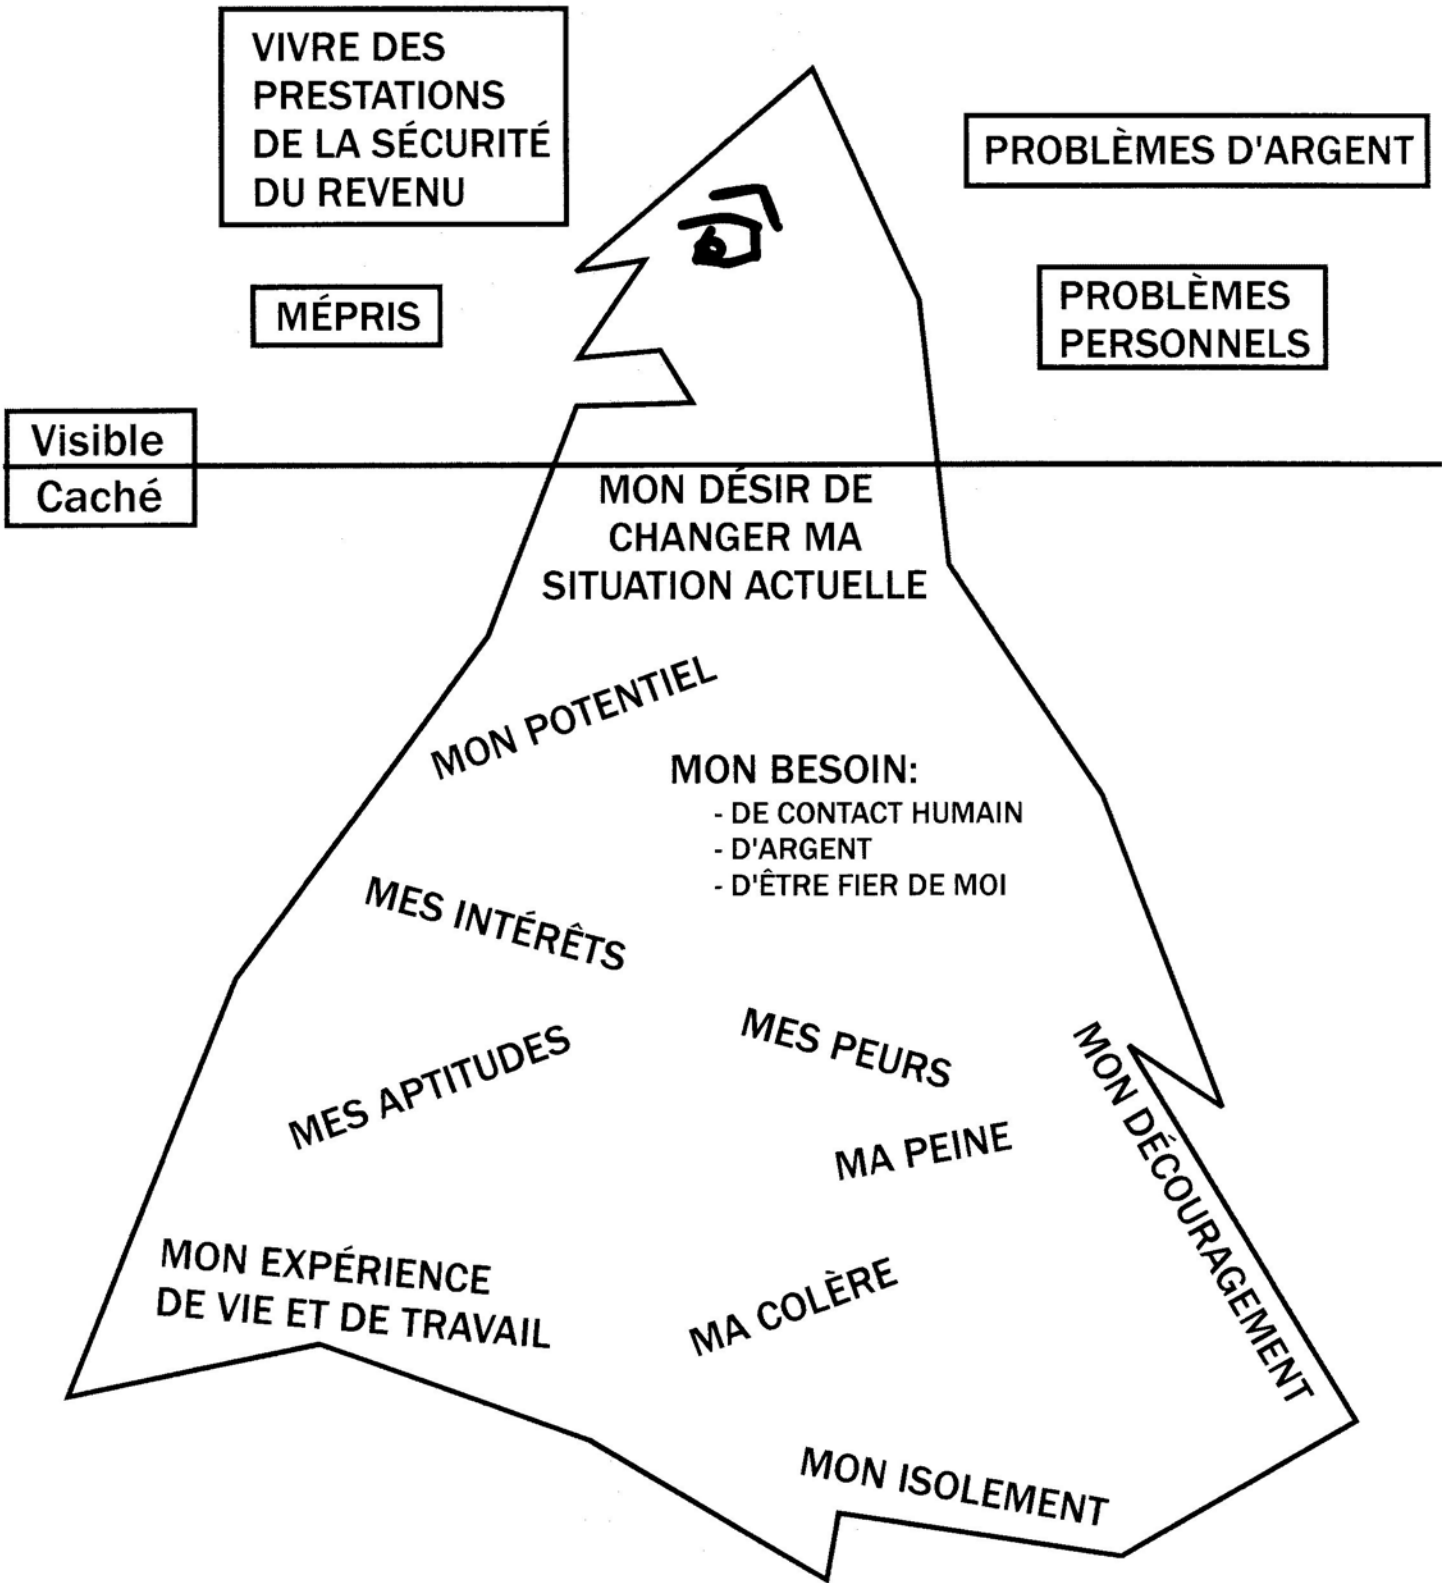 VIVRE DES
PRESTATIONS
DE LA SÉCURITÉ
DU REVENU
PROBLÈMES D'ARGENT
MÉPRIS
PROBLÈMES
PERSONNELS
Visible
Caché
MON DÉSIR DE
CHANGER MA
SITUATION ACTUELLE
MON POTENTIEL
MON BESOIN:
- DE CONTACT HUMAIN
- D'ARGENT
- D'ÊTRE FIER DE MOI
MES INTÉRÊTS
MES APTITUDES
MES PEURS
MA PEINE
MON DÉCOURAGEMENT
MON EXPÉRIENCE
DE VIE ET DE TRAVAIL
MA COLÈRE
MON ISOLEMENT